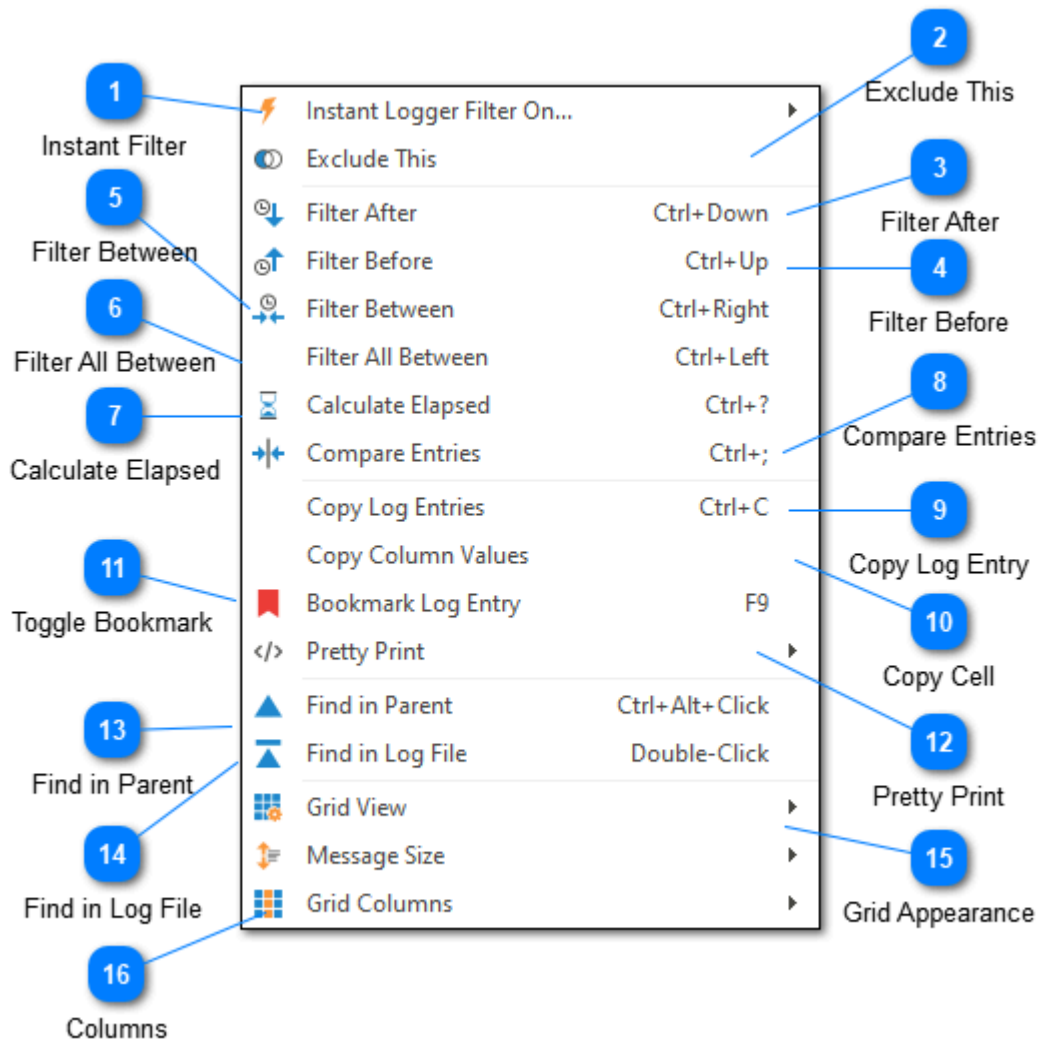 1
Instant Filter
2
Exclude This
3
Filter After
4
Filter Before
5
Filter Between
6
Filter All Between
7
Calculate Elapsed
8
Compare Entries
9
Copy Log Entry
10
Copy Cell
11
Toggle Bookmark
12
Pretty Print
13
Find in Parent
14
Find in Log File
15
Grid Appearance
16
Columns
Instant Logger Filter On...
Exclude This
Filter After Ctrl+Down
Filter Before Ctrl+Up
Filter Between Ctrl+Right
Filter All Between Ctrl+Left
Calculate Elapsed Ctrl+?
Compare Entries Ctrl+;
Copy Log Entries Ctrl+C
Copy Column Values
Bookmark Log Entry F9
Pretty Print
Find in Parent Ctrl+Alt+Click
Find in Log File Double-Click
Grid View
Message Size
Grid Columns